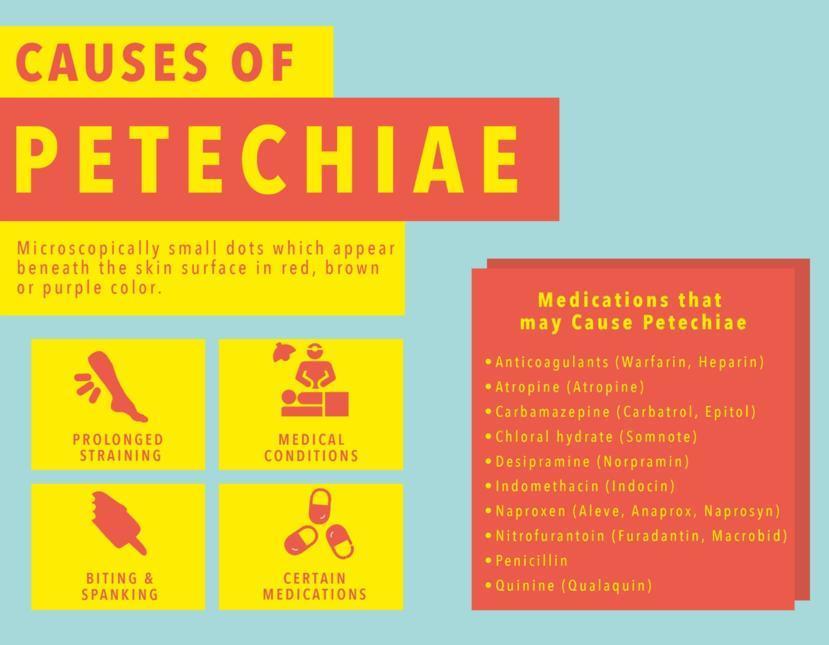 CAUSES OF
PETECHIAE
Microscopically small dots which appear
beneath the skin surface in red, brown
or purple color.
PROLONGED
STRAINING
MEDICAL
CONDITIONS
BITING &
SPANKING
CERTAIN
MEDICATIONS
Medications that
may Cause Petechiae
•Anticoagulants (Warfarin, Heparin)
•Atropine (Atropine)
•Carbamazepine (Carbatrol, Epitol)
•Chloral hydrate (Somnote)
•Desipramine (Norpramin)
•Indomethacin (Indocin)
•Naproxen (Aleve, Anaprox, Naprosyn)
•Nitrofurantoin (Furadantin, Macrobid)
•Penicillin
•Quinine (Qualaquin)